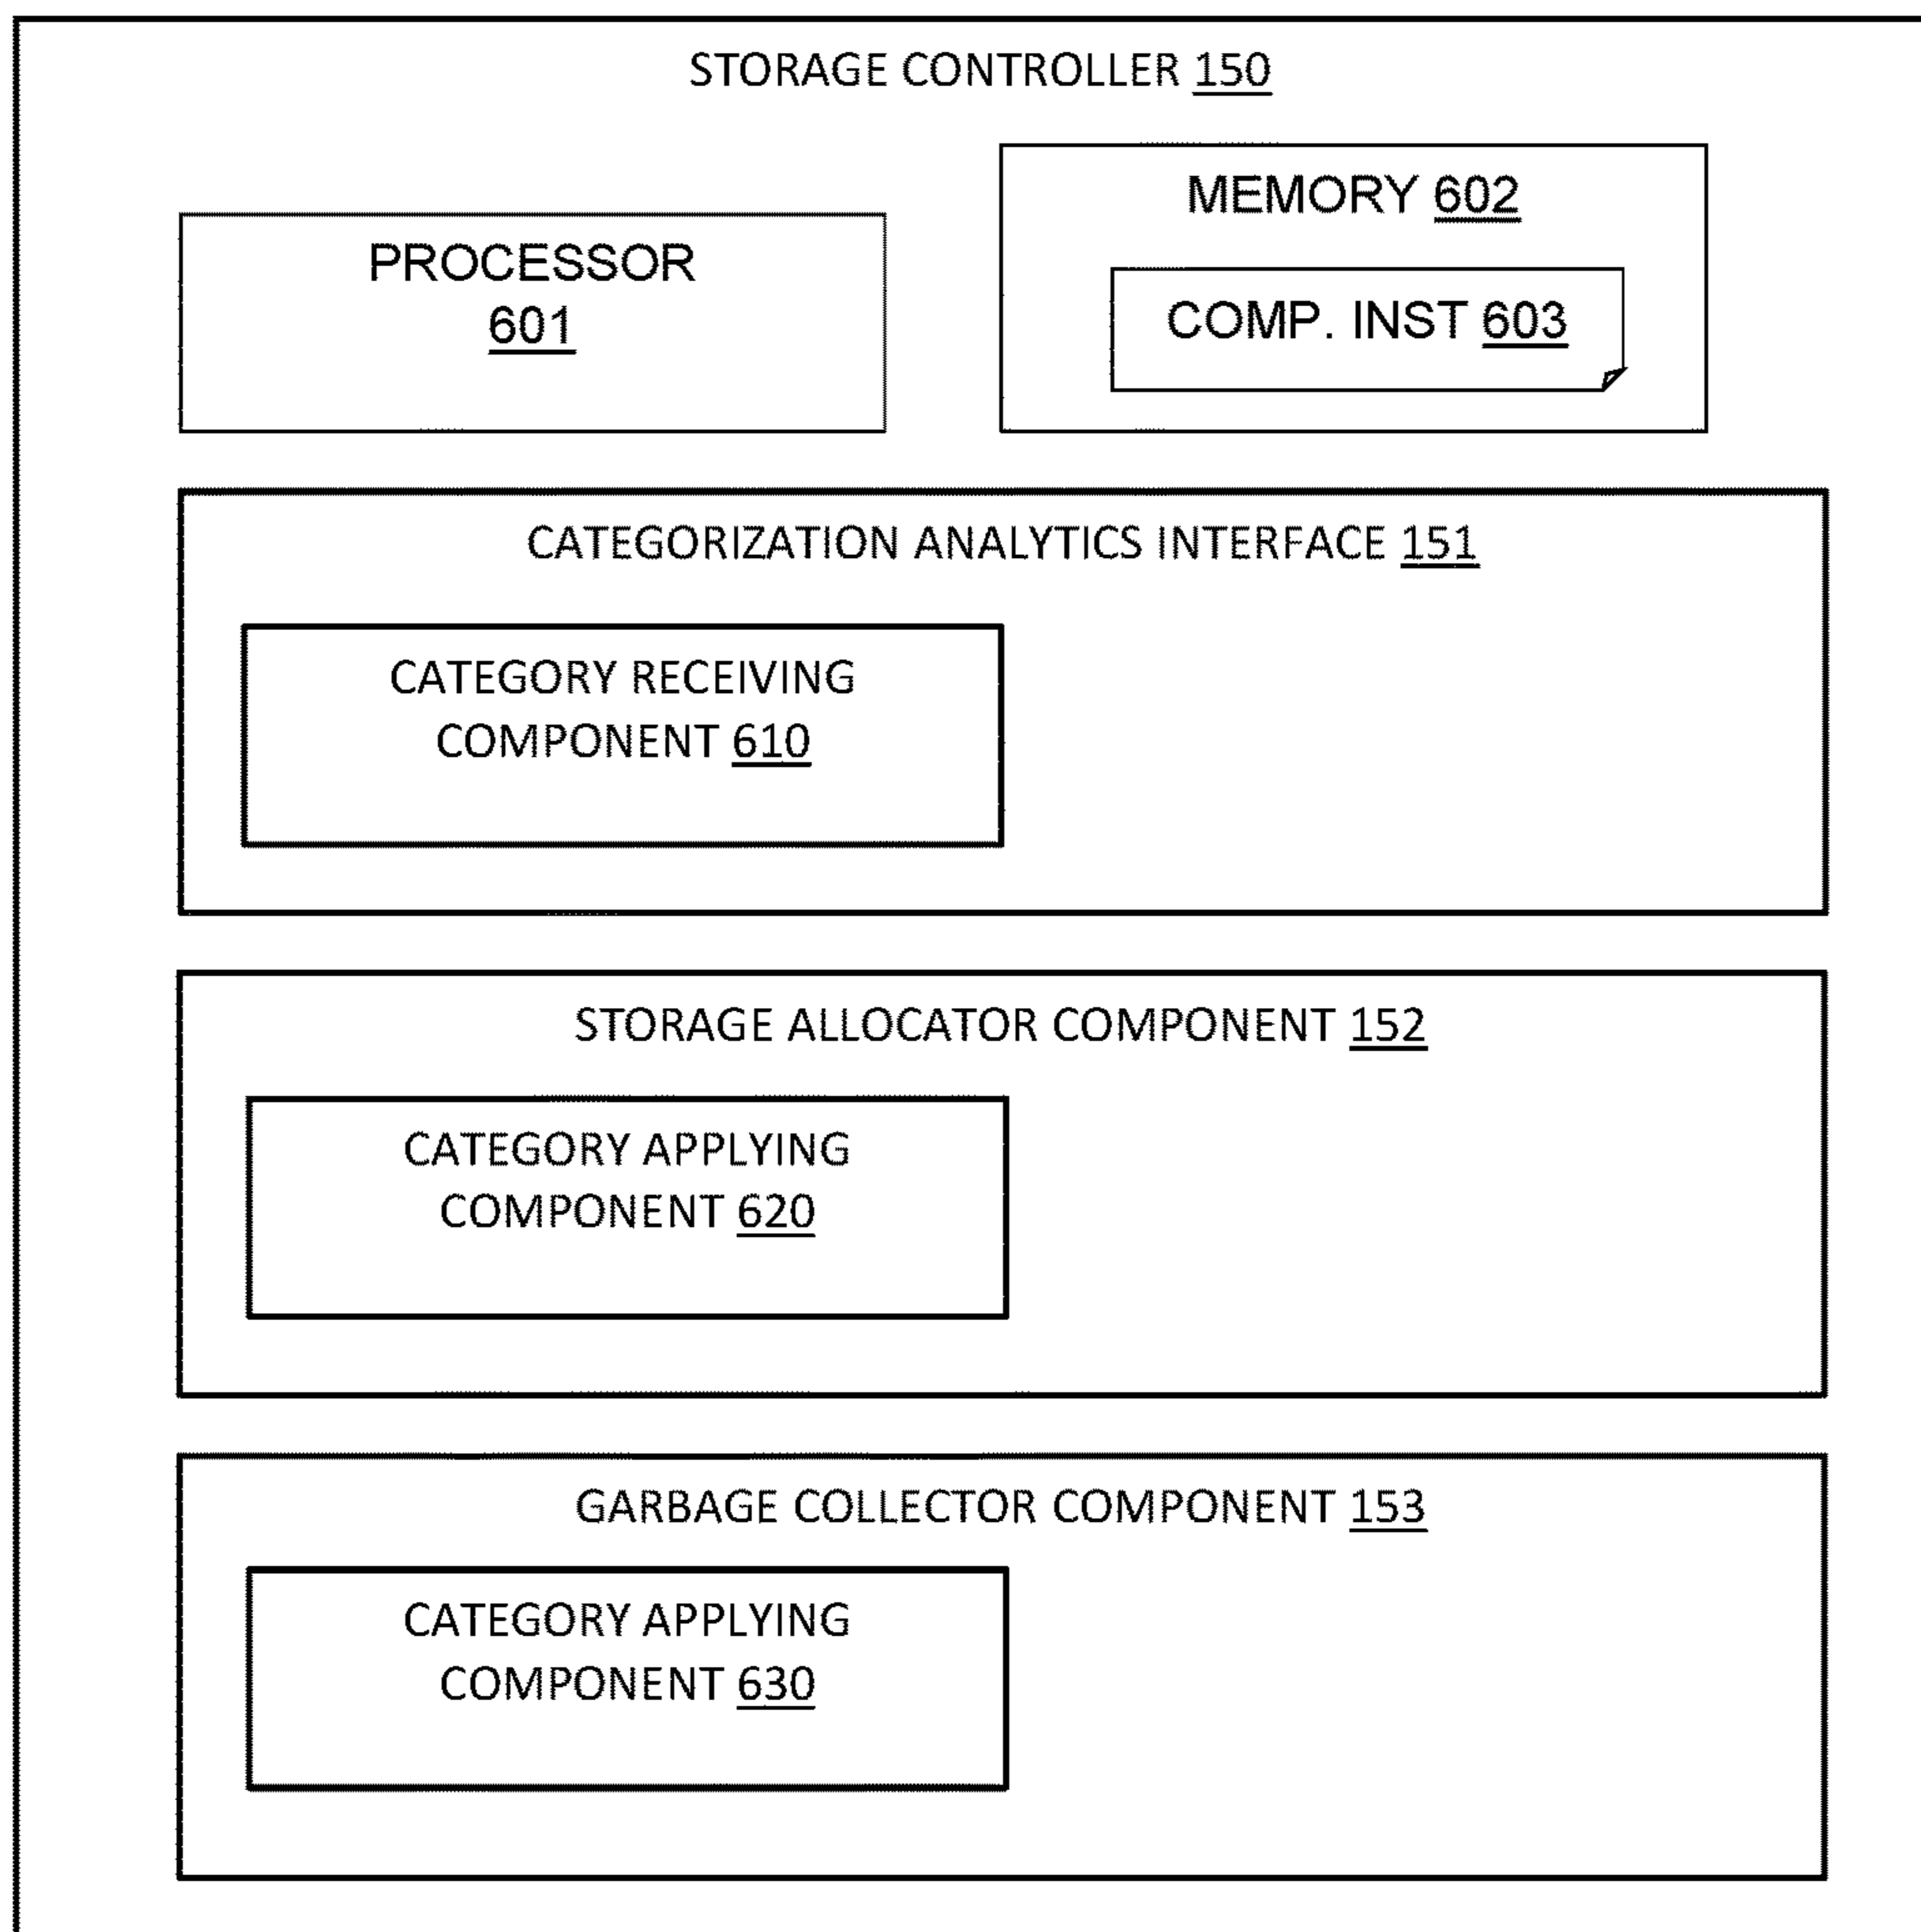 STORAGE CONTROLLER 150
PROCESSOR
601
MEMORY 602
COMP. INST 603
CATEGORIZATION ANALYTICS INTERFACE 151
CATEGORY RECEIVING
COMPONENT 610
STORAGE ALLOCATOR COMPONENT 152
CATEGORY APPLYING
COMPONENT 620
GARBAGE COLLECTOR COMPONENT 153
CATEGORY APPLYING
COMPONENT 630